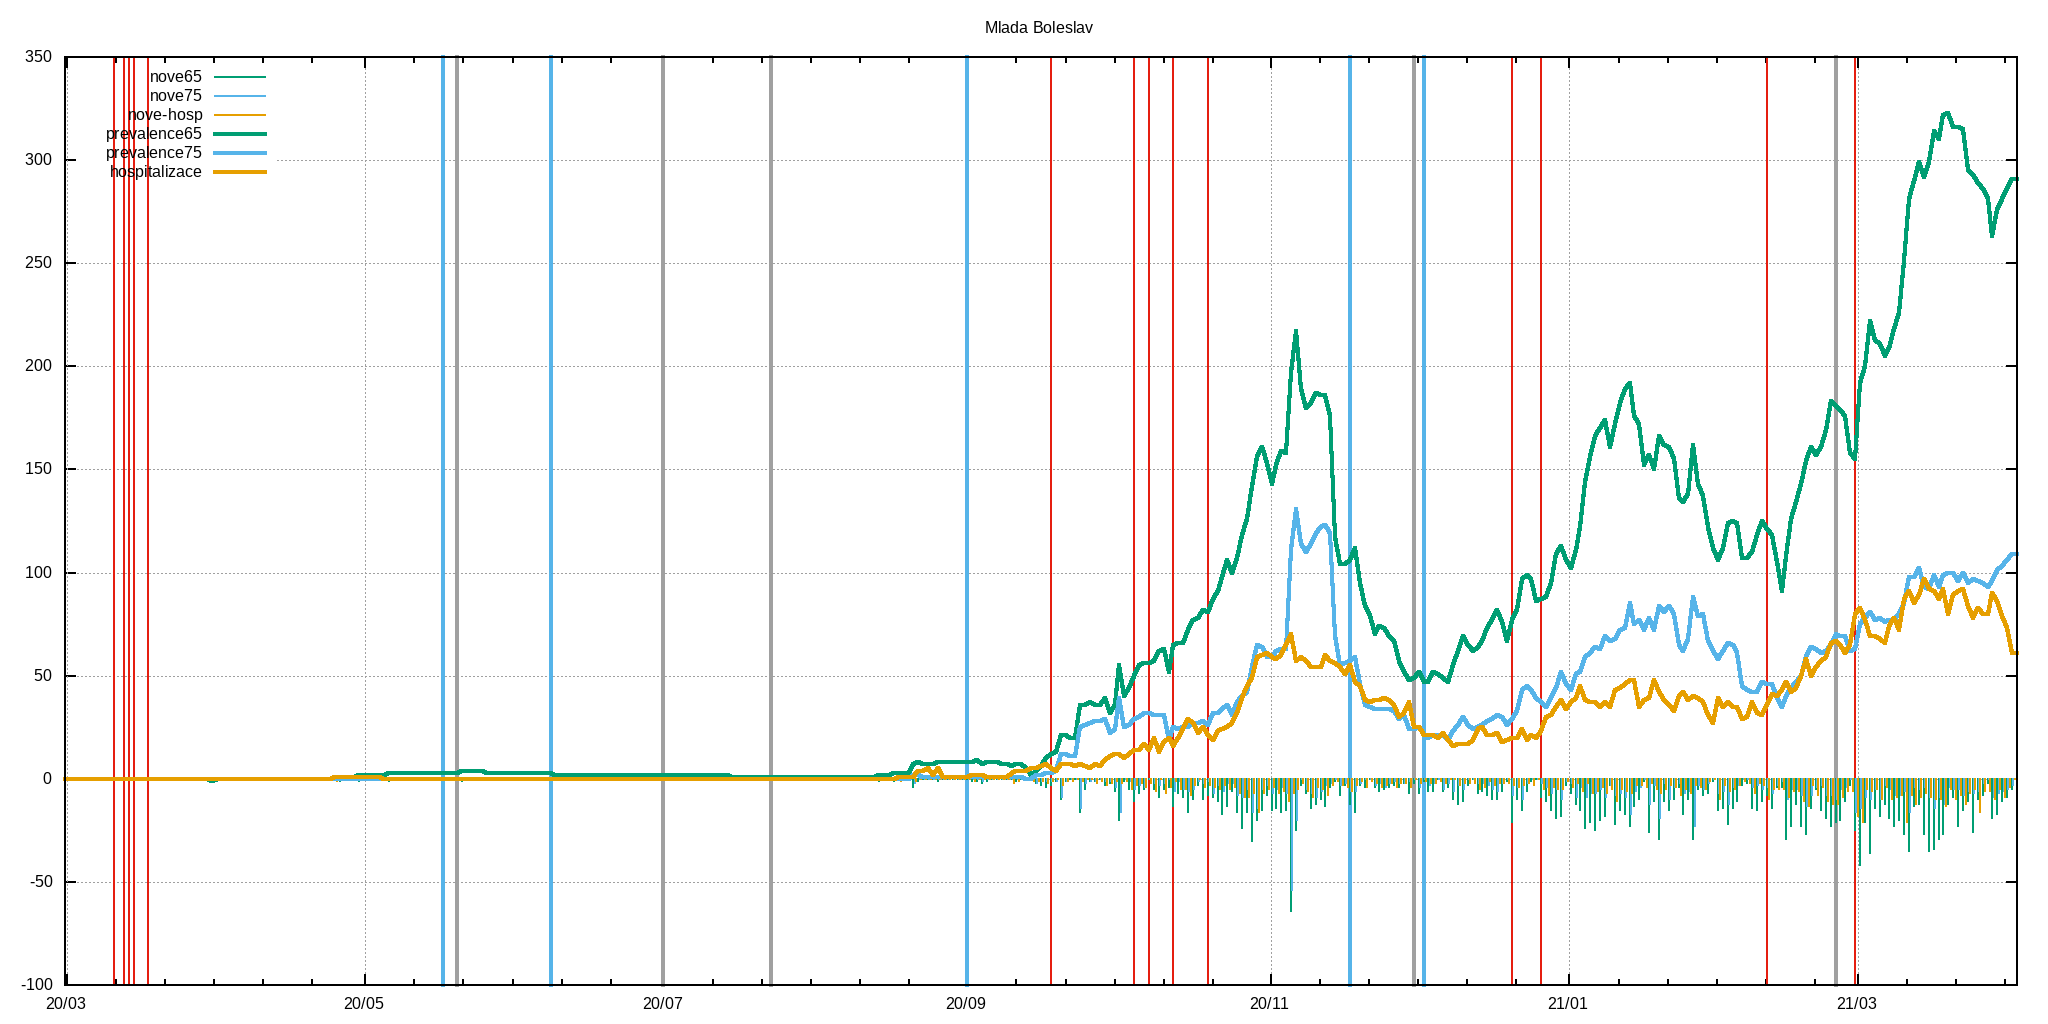 Mlada Boleslav
350
300
250
200
150
100
50
0
-50
-100
nove65
nove75
nove-hosp
prevalence65
prevalence75
hospitalizace
20/03 20/05 20/07 20/09 20/11 21/01 21/03